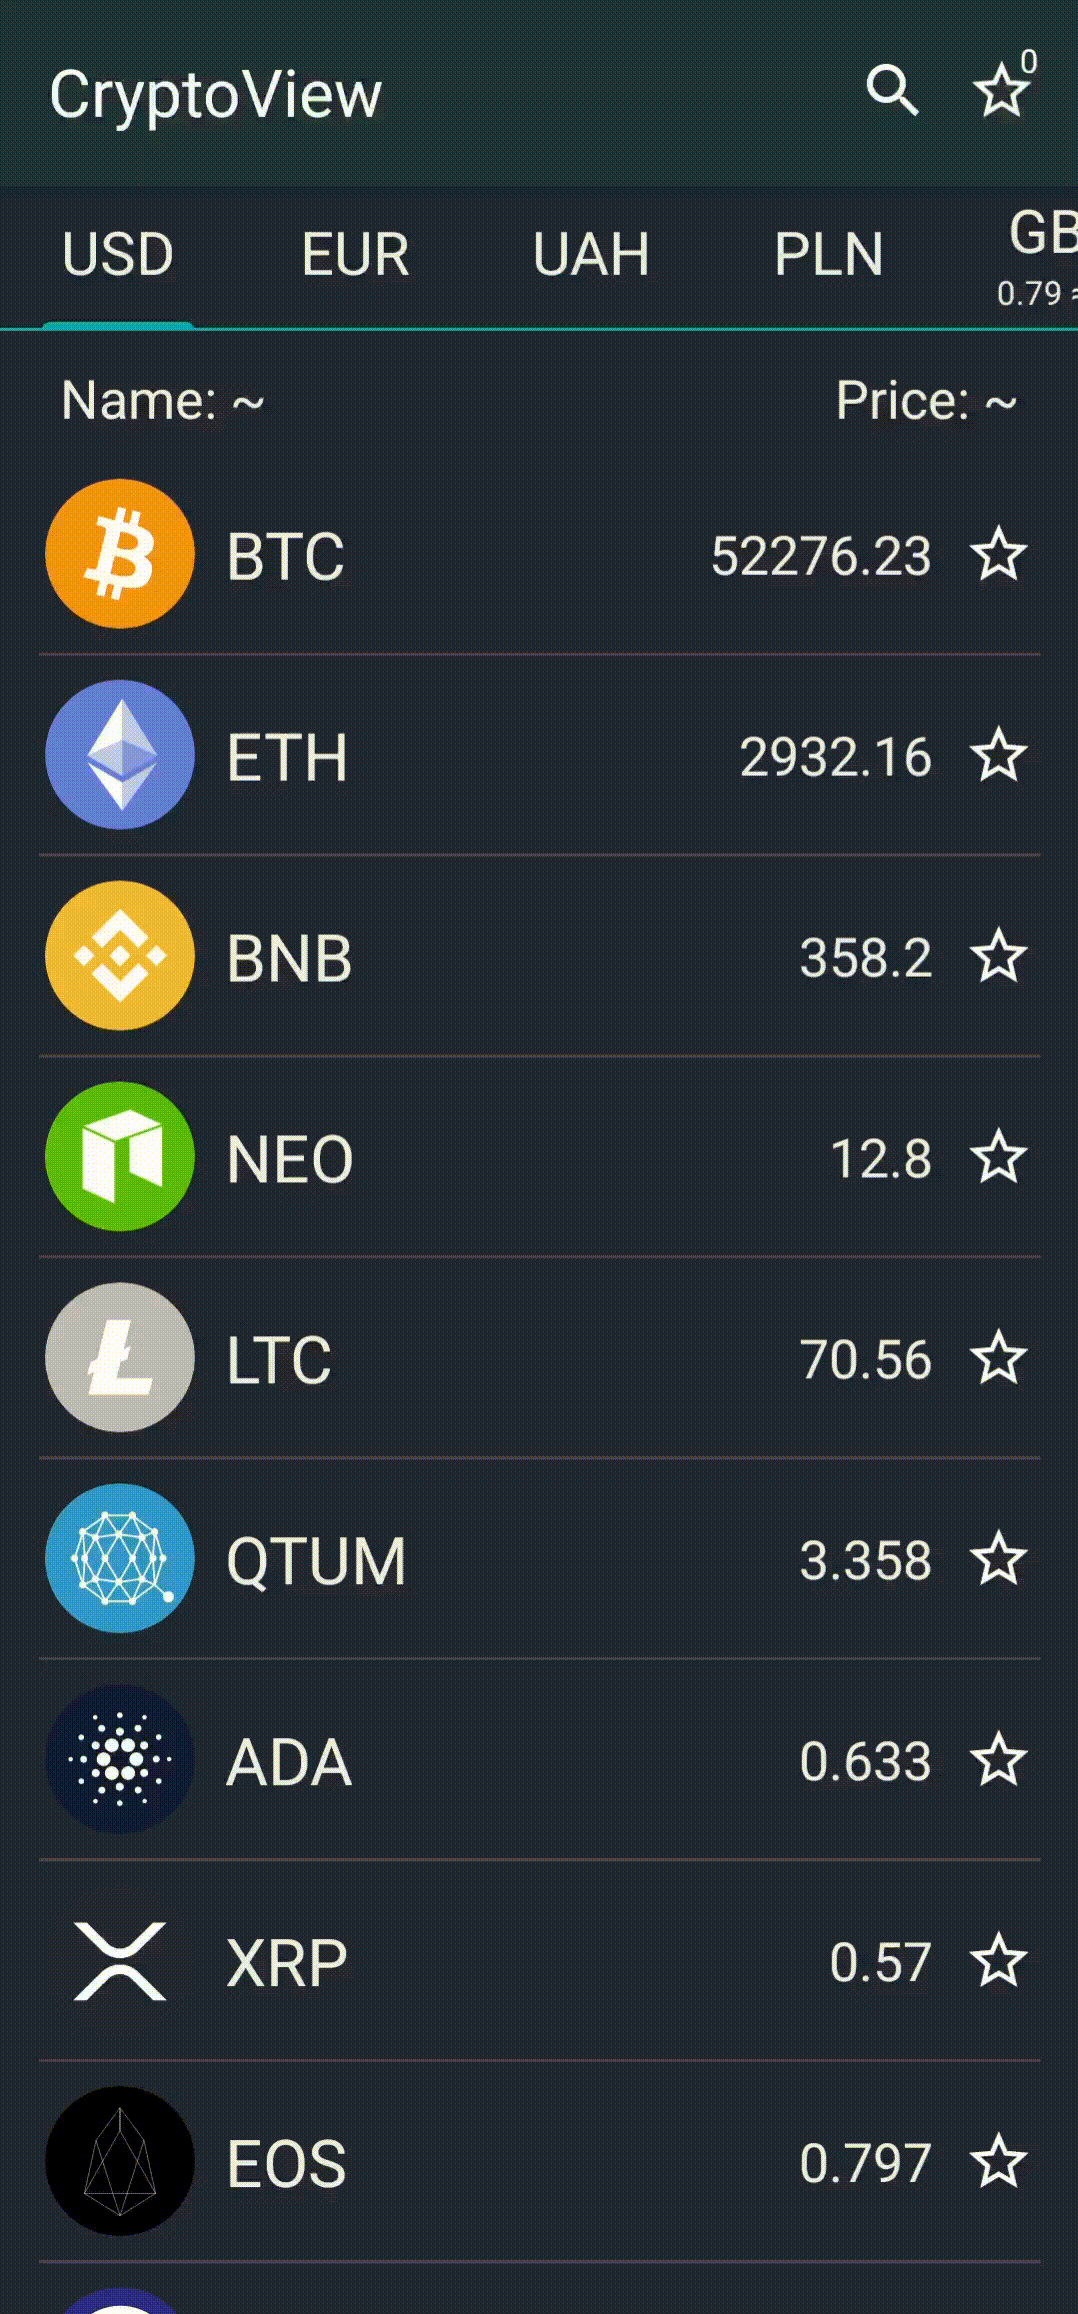 CryptoView 0
USD EUR UAH PLN GB
0.79
Name: ~ Price: ~
BTC 52276.23
ETH 2932.16
BNB 358.2
NEO 12.8
LTC 70.56
QTUM 3.358
ADA 0.633
XRP 0.57
EOS 0.797